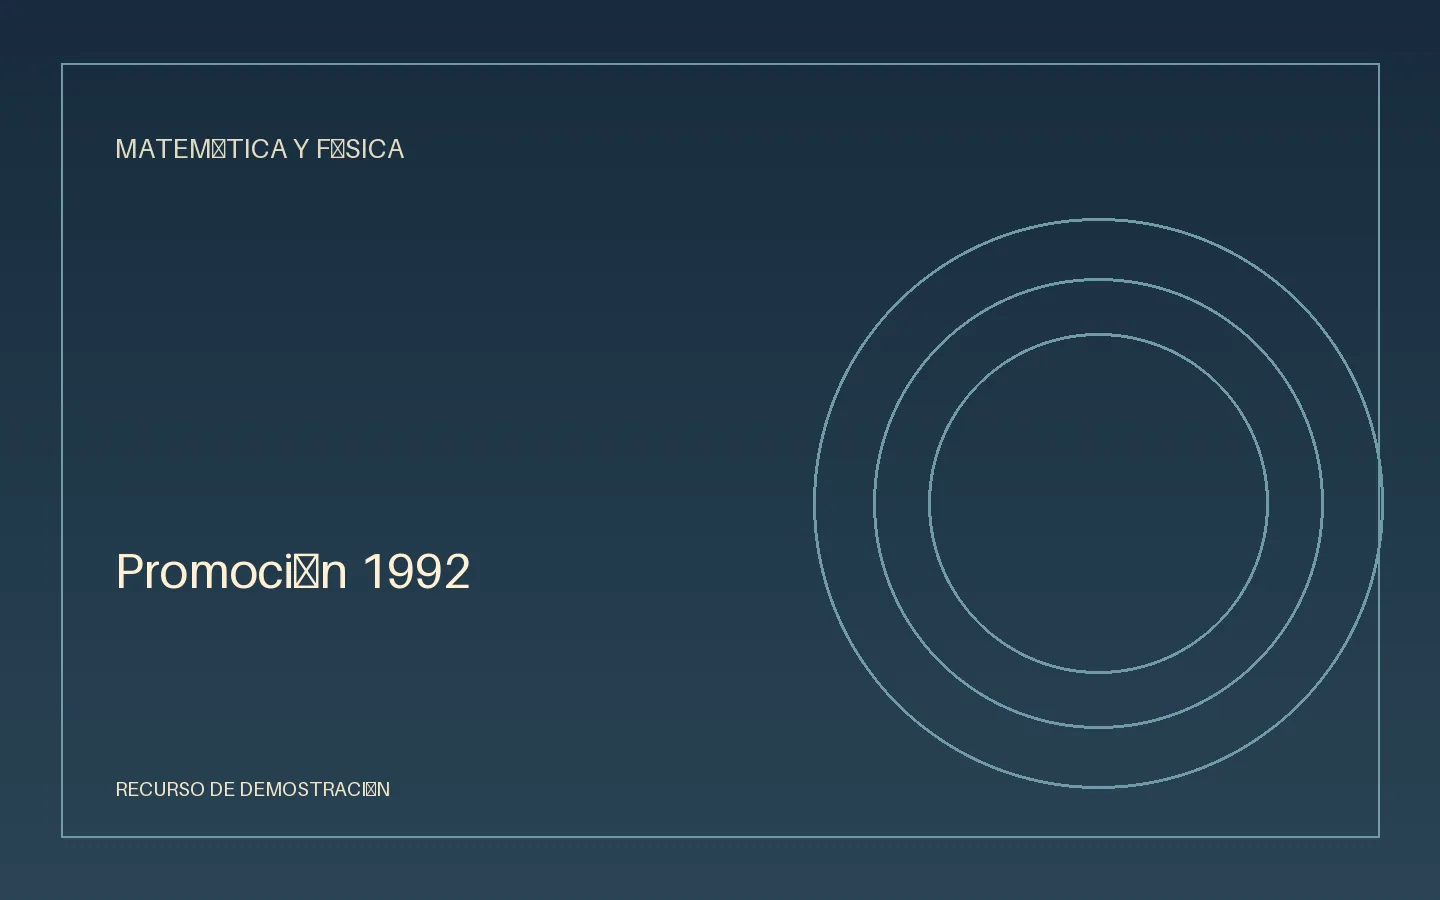 MATEM☒TICA Y F☒SICA
Promoci☒n 1992
RECURSO DE DEMOSTRACI☒N